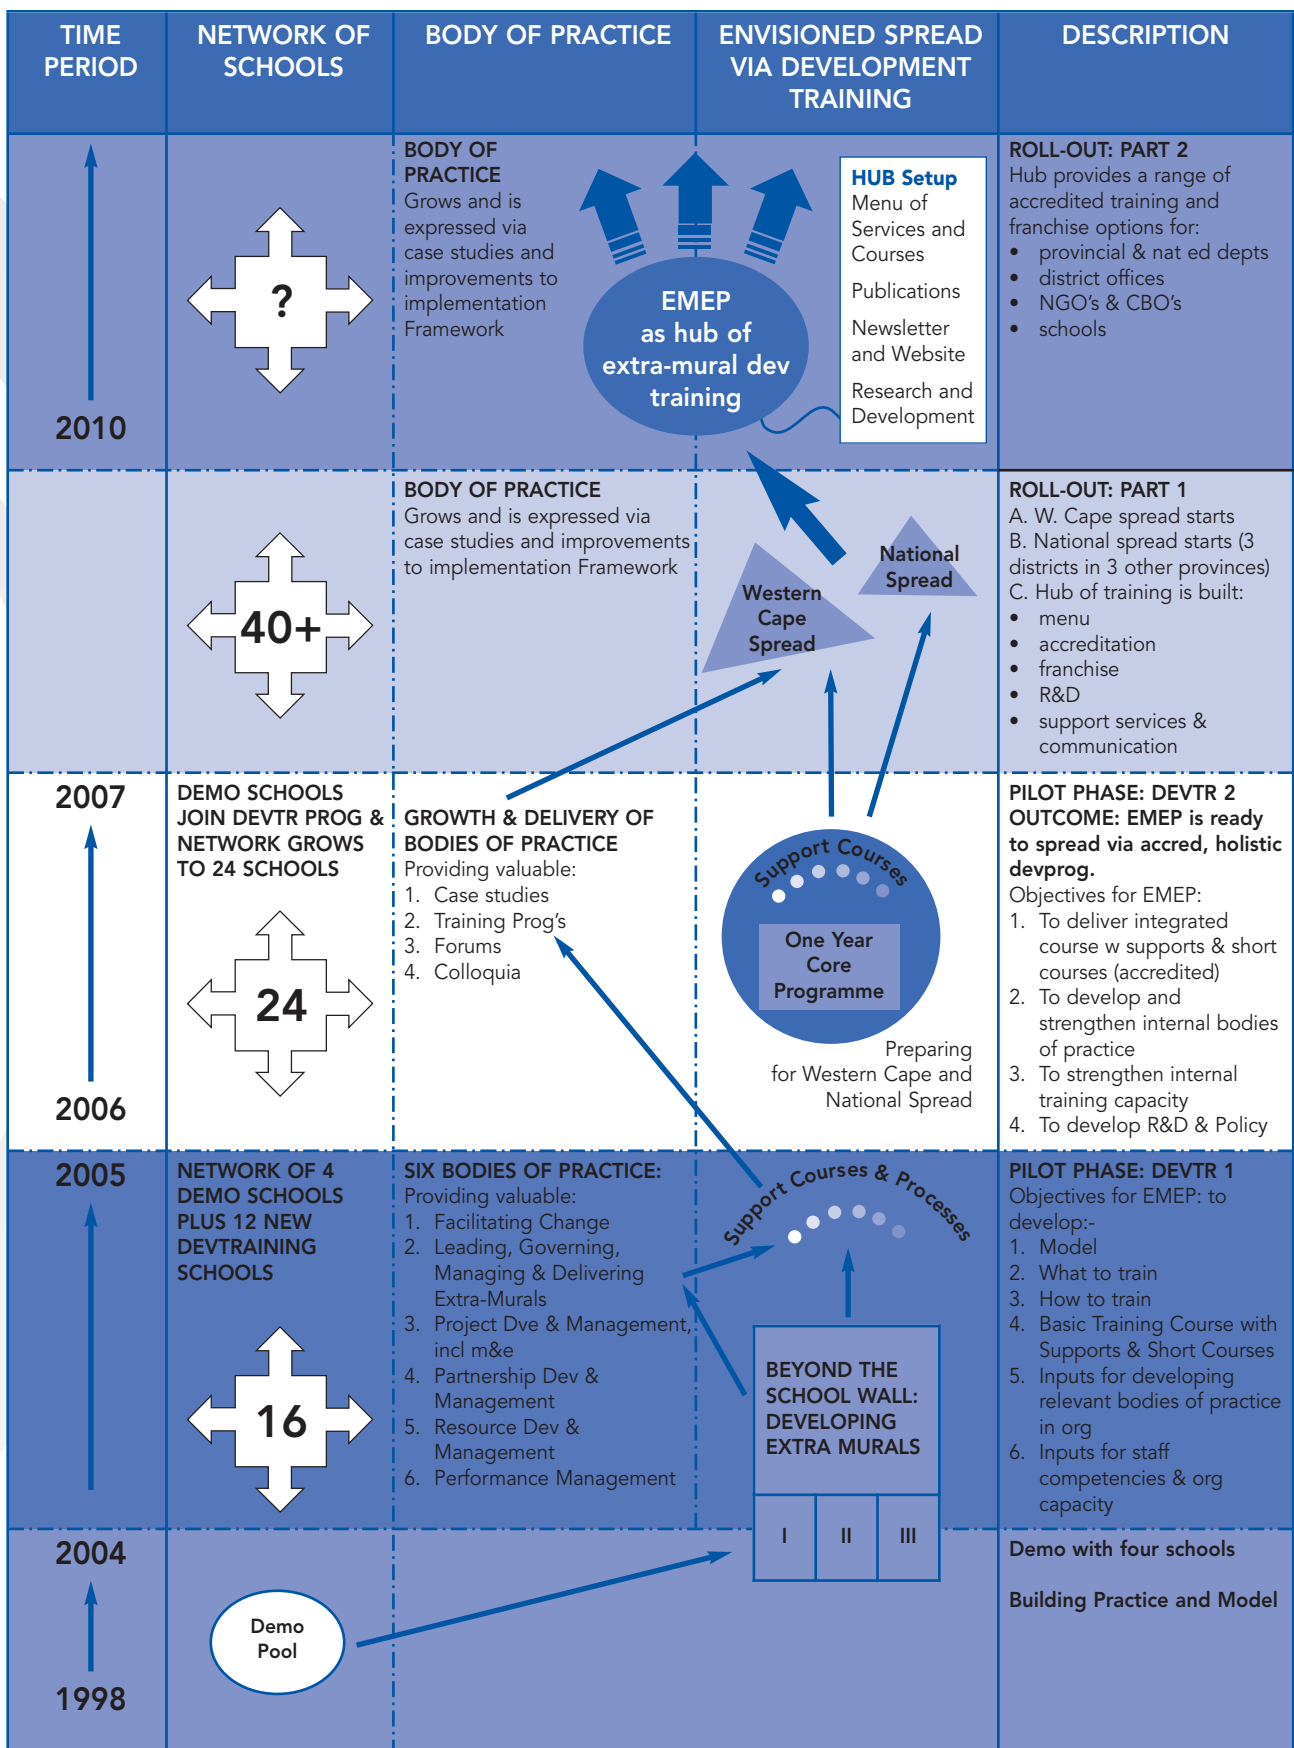 TIME
PERIOD
NETWORK OF
SCHOOLS
BODY OF PRACTICE
ENVISIONED SPREAD
VIA DEVELOPMENT
TRAINING
DESCRIPTION
2010
?
BODY OF
PRACTICE
Grows and is
expressed via
case studies and
improvements to
implementation
Framework
EMEP
as hub of
extra-mural dev
training
HUB Setup
Menu of
Services and
Courses
Publications
Newsletter
and Website
Research and
Development
ROLL-OUT: PART 2
Hub provides a range of
accredited training and
franchise options for:
• provincial & nat ed depts
• district offices
• NGO's & CBO's
• schools
40+
BODY OF PRACTICE
Grows and is expressed via
case studies and improvements
to implementation Framework
Western
Cape
Spread
National
Spread
ROLL-OUT: PART 1
A. W. Cape spread starts
B. National spread starts (3
districts in 3 other provinces)
C. Hub of training is built:
• menu
• accreditation
• franchise
• R&D
• support services &
communication
2007
2006
DEMO SCHOOLS
JOIN DEVTR PROG &
NETWORK GROWS
TO 24 SCHOOLS
24
GROWTH & DELIVERY OF
BODIES OF PRACTICE
Providing valuable:
1. Case studies
2. Training Prog's
3. Forums
4. Colloquia
Support Courses
One Year
Core
Programme
Preparing
for Western Cape and
National Spread
PILOT PHASE: DEVTR 2
OUTCOME: EMEP is ready
to spread via accred, holistic
devprog.
Objectives for EMEP:
1. To deliver integrated
course w supports & short
courses (accredited)
2. To develop and
strengthen internal bodies
of practice
3. To strengthen internal
training capacity
4. To develop R&D & Policy
2005
NETWORK OF 4
DEMO SCHOOLS
PLUS 12 NEW
DEVTRAINING
SCHOOLS
16
SIX BODIES OF PRACTICE:
Providing valuable:
1. Facilitating Change
2. Leading, Governing,
Managing & Delivering
Extra-Murals
3. Project Dve & Management,
incl m&e
4. Partnership Dev &
Management
5. Resource Dev &
Management
6. Performance Management
Support Courses & Processes
BEYOND THE
SCHOOL WALL:
DEVELOPING
EXTRA MURALS
I II III
PILOT PHASE: DEVTR 1
Objectives for EMEP: to
develop:-
1. Model
2. What to train
3. How to train
4. Basic Training Course with
Supports & Short Courses
5. Inputs for developing
relevant bodies of practice
in org
6. Inputs for staff
competencies & org
capacity
2004
1998
Demo
Pool
Demo with four schools
Building Practice and Model